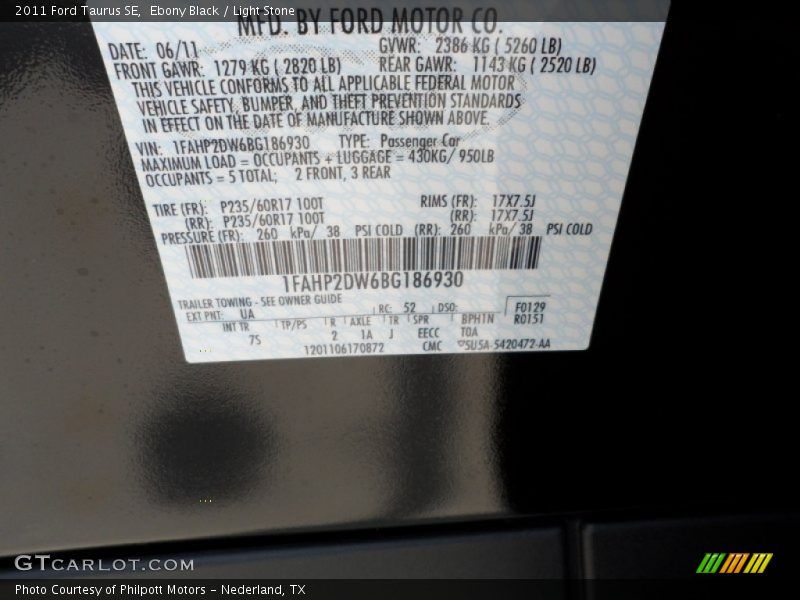 2011 Ford Taurus SE, Ebony Black / Light Stone
MFD. BY FORD MOTOR CO.
DATE: 06/11 GVWR: 2386 KG ( 5260 LB)
FRONT GAWR: 1279 KG ( 2820 LB) REAR GAWR: 1143 KG ( 2520 LB)
THIS VEHICLE CONFORMS TO ALL APPLICABLE FEDERAL MOTOR
VEHICLE SAFETY, BUMPER, AND THEFT PREVENTION STANDARDS
IN EFFECT ON THE DATE OF MANUFACTURE SHOWN ABOVE.
VIN: 1FAHP2DW6BG186930 TYPE: Passenger Car
MAXIMUM LOAD = OCCUPANTS + LUGGAGE = 430KG/ 950LB
OCCUPANTS = 5 TOTAL; 2 FRONT, 3 REAR
TIRE (FR): P235/60R17 100T RIMS (FR): 17X7.5J
(RR): P235/60R17 100T (RR): 17X7.5J
PRESSURE (FR): 260 kPa/ 38 PSI COLD (RR): 260 kPa/ 38 PSI COLD
1FAHP2DW6BG186930
TRAILER TOWING - SEE OWNER GUIDE
EXT PNT: UA RC: 52 DSO: F0129
INT TR TP/PS R AXLE TR SPR BPHTN R0151
7S 2 1A J EECC TOA
1201106170872 CMC 5U5A-5420472-AA
GTCARLOT.COM
Photo Courtesy of Philpott Motors – Nederland, TX